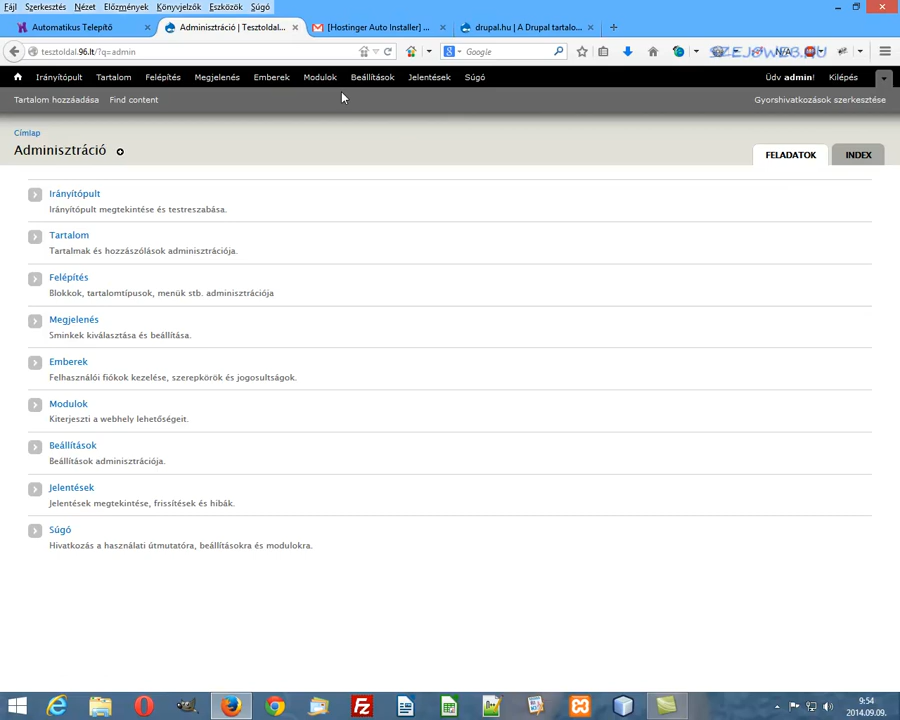 Fájl Szerkesztés Nézet Előzmények Könyvjelzők Eszközök Súgó
Automatikus Telepítő
Adminisztráció | Tesztoldal...
[Hostinger Auto Installer] ...
drupal.hu | A Drupal tartalo...
tesztoldal.96.lt/?q=admin
Google
SZEJGWEB.HU
N/A
Irányítópult Tartalom Felépítés Megjelenés Emberek Modulok Beállítások Jelentések Súgó
Üdv admin! Kilépés
Tartalom hozzáadása Find content
Gyorshivatkozások szerkesztése
Címlap
Adminisztráció
FELADATOK INDEX
Irányítópult
Irányítópult megtekintése és testreszabása.
Tartalom
Tartalmak és hozzászólások adminisztrációja.
Felépítés
Blokkok, tartalomtípusok, menük stb. adminisztrációja
Megjelenés
Sminkek kiválasztása és beállítása.
Emberek
Felhasználói fiókok kezelése, szerepkörök és jogosultságok.
Modulok
Kiterjeszti a webhely lehetőségeit.
Beállítások
Beállítások adminisztrációja.
Jelentések
Jelentések megtekintése, frissítések és hibák.
Súgó
Hivatkozás a használati útmutatóra, beállításokra és modulokra.
9:54
2014.09.09.